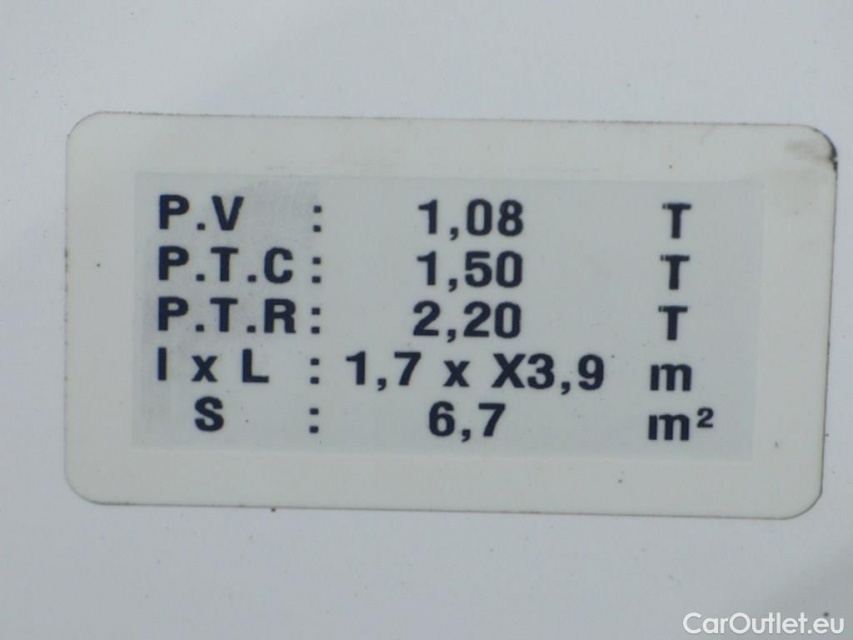 P.V : 1,08 T
P.T.C : 1,50 T
P.T.R : 2,20 T
l x L : 1,7 x X3,9 m
S : 6,7 m²
CarOutlet.eu